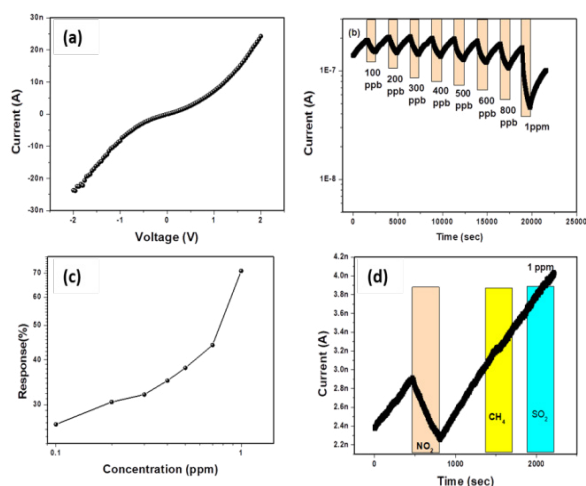 (a)
30n
20n
10n
0
-10n
-20n
-30n
-2
-1
0
1
2
Current (A)
Voltage (V)
(b)
1E-7
1E-8
100 ppb
200 ppb
300 ppb
400 ppb
500 ppb
600 ppb
800 ppb
1ppm
0
5000
10000
15000
20000
25000
Current (A)
Time (sec)
(c)
70
60
50
40
30
0.1
1
Response(%)
Concentration (ppm)
(d)
1 ppm
4.2n
4.0n
3.8n
3.6n
3.4n
3.2n
3.0n
2.8n
2.6n
2.4n
2.2n
NO2
CH4
SO2
0
1000
2000
Current (A)
Time (sec)